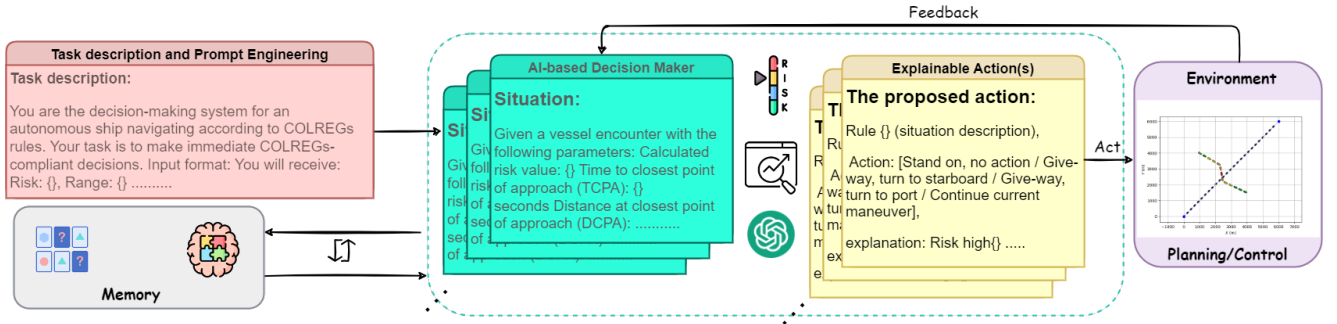 Feedback
Task description and Prompt Engineering
Task description:
You are the decision-making system for an
autonomous ship navigating according to COLREGs
rules. Your task is to make immediate COLREGs-
compliant decisions. Input format: You will receive:
Risk: {}, Range: {} ..........
Memory
AI-based Decision Maker
Situation:
Given a vessel encounter with the
following parameters: Calculated
risk value: {} Time to closest point
of approach (TCPA): {}
seconds Distance at closest point
of approach (DCPA): ...........
RISK
Explainable Action(s)
The proposed action:
Rule {} (situation description),
Action: [Stand on, no action / Give-
way, turn to starboard / Give-way,
turn to port / Continue current
maneuver],
explanation: Risk high{} .....
Act
Environment
Planning/Control